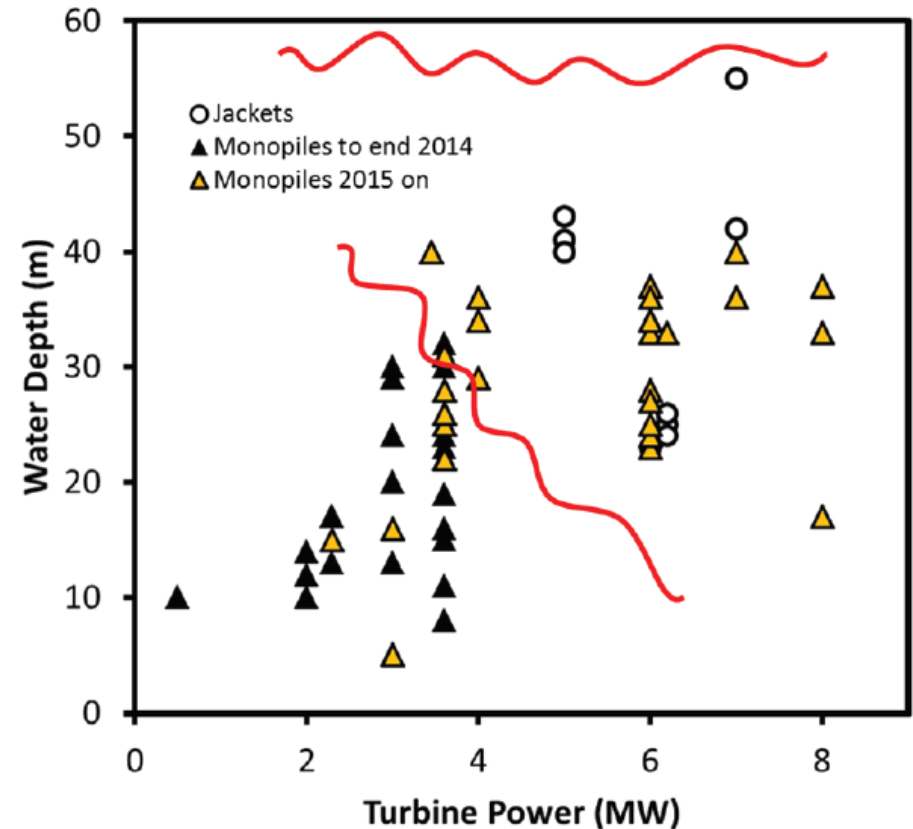 60
50
40
30
20
10
0
Water Depth (m)
Jackets
Monopiles to end 2014
Monopiles 2015 on
0 2 4 6 8
Turbine Power (MW)